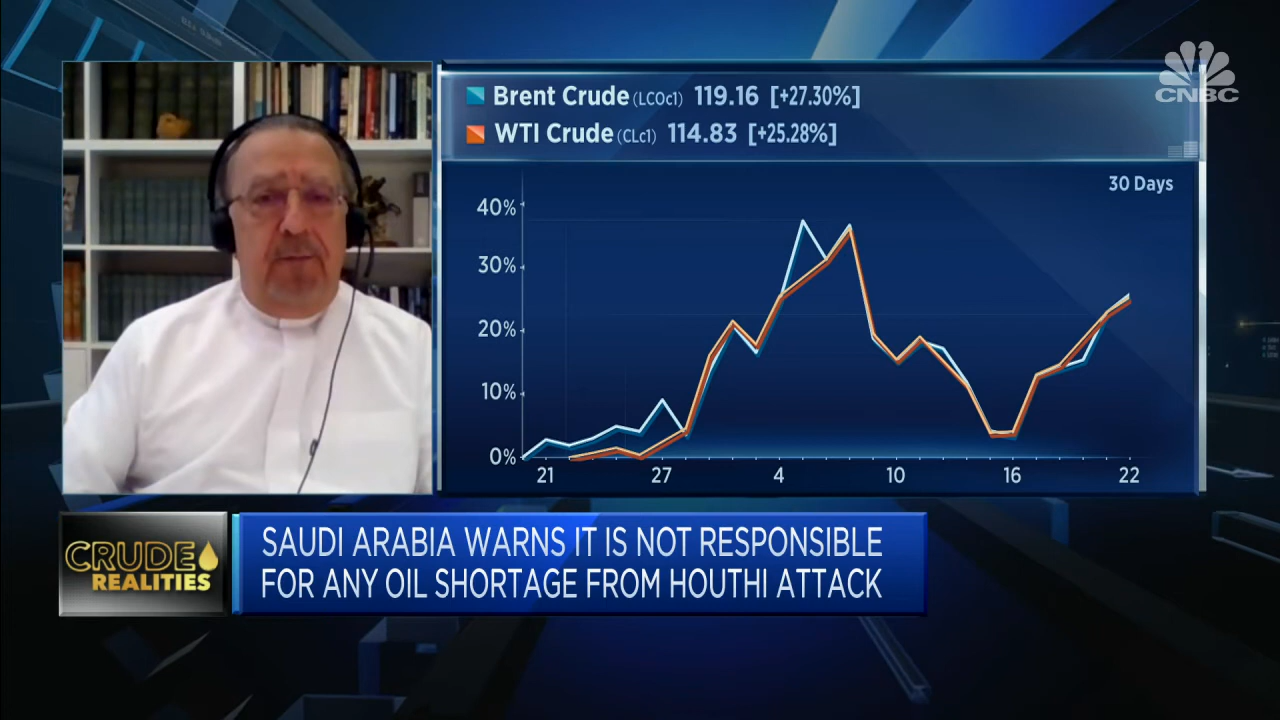 CNBC
Brent Crude (LCOc1) 119.16 [+27.30%]
WTI Crude (CLc1) 114.83 [+25.28%]
30 Days
40%
30%
20%
10%
0%
21 27 4 10 16 22
CRUDE
REALITIES
SAUDI ARABIA WARNS IT IS NOT RESPONSIBLE
FOR ANY OIL SHORTAGE FROM HOUTHI ATTACK